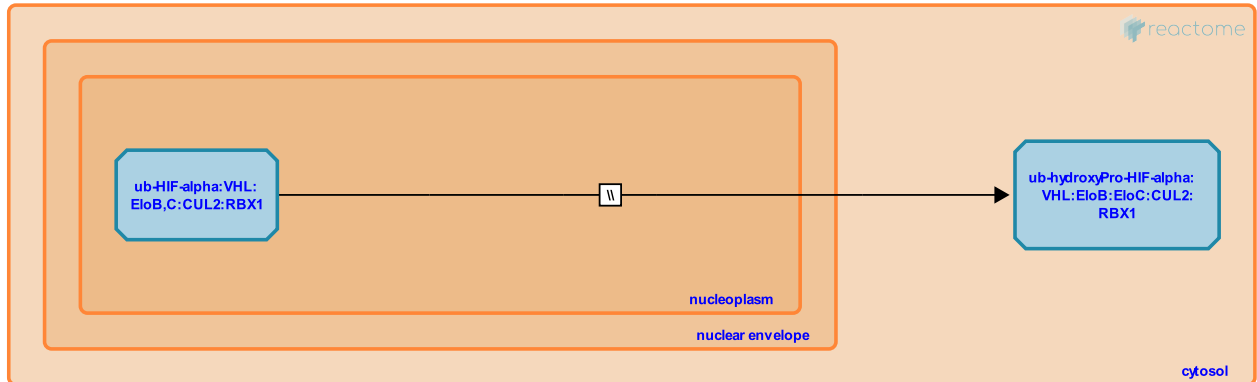 reactome
ub-HIF-alpha:VHL:
EloB,C:CUL2:RBX1
\\
ub-hydroxyPro-HIF-alpha:
VHL:EloB:EloC:CUL2:
RBX1
nucleoplasm
nuclear envelope
cytosol